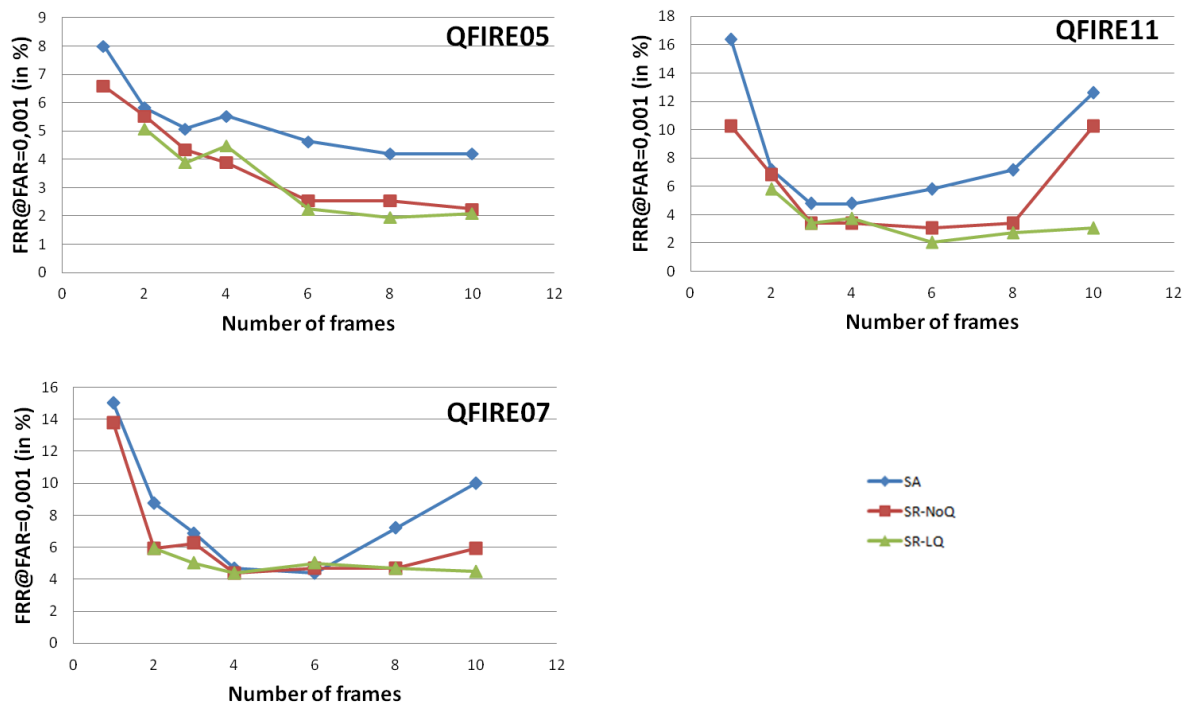 QFIRE05
FRR@FAR=0,001 (in %)
9
8
7
6
5
4
3
2
1
0
0 2 4 6 8 10 12
Number of frames
QFIRE11
FRR@FAR=0,001 (in %)
18
16
14
12
10
8
6
4
2
0
0 2 4 6 8 10 12
Number of frames
QFIRE07
FRR@FAR=0,001 (in %)
16
14
12
10
8
6
4
2
0
0 2 4 6 8 10 12
Number of frames
SA
SR-NoQ
SR-LQ